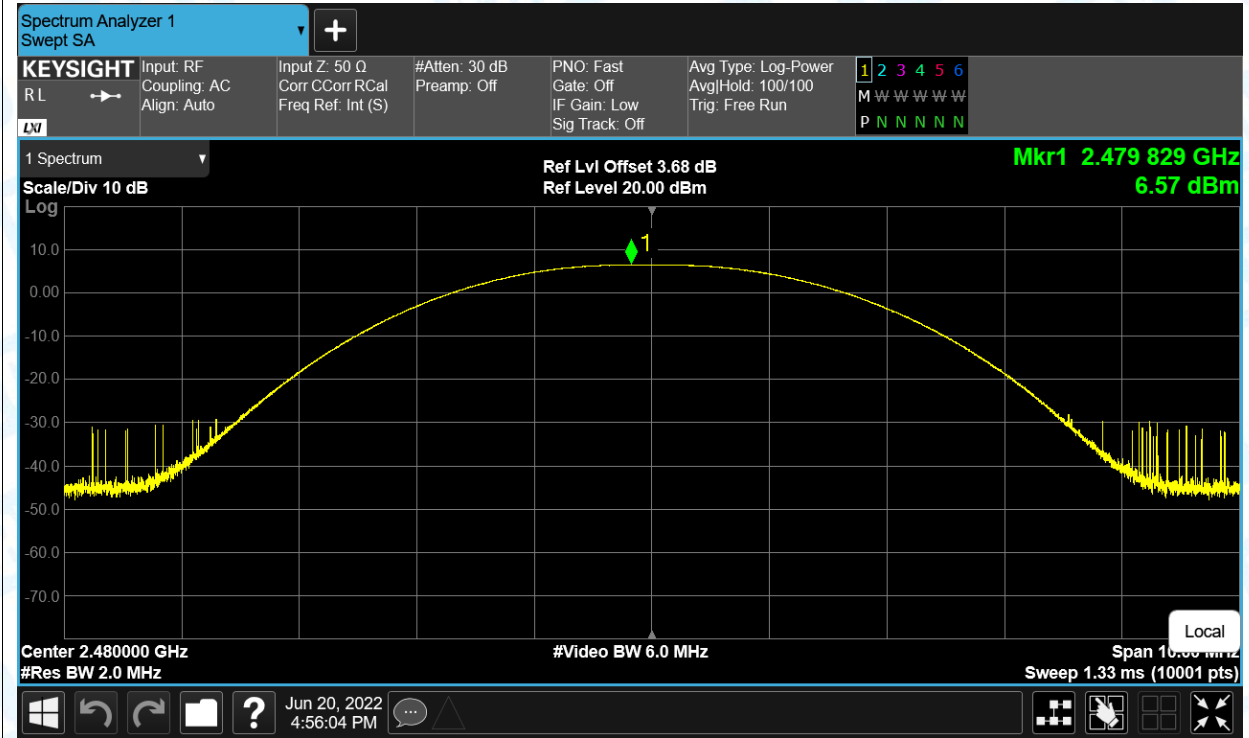 Spectrum Analyzer 1
Swept SA
KEYSIGHT
R L
LXI
Input: RF
Coupling: AC
Align: Auto
Input Z: 50 Ω
Corr CCorr RCal
Freq Ref: Int (S)
#Atten: 30 dB
Preamp: Off
PNO: Fast
Gate: Off
IF Gain: Low
Sig Track: Off
Avg Type: Log-Power
Avg|Hold: 100/100
Trig: Free Run
1 2 3 4 5 6
M W W W W W
P N N N N N
1 Spectrum
Scale/Div 10 dB
Log
Ref Lvl Offset 3.68 dB
Ref Level 20.00 dBm
Mkr1 2.479 829 GHz
6.57 dBm
1
10.0
0.00
-10.0
-20.0
-30.0
-40.0
-50.0
-60.0
-70.0
Local
Center 2.480000 GHz
#Video BW 6.0 MHz
Span 10.00 MHz
#Res BW 2.0 MHz
Sweep 1.33 ms (10001 pts)
?
Jun 20, 2022
4:56:04 PM